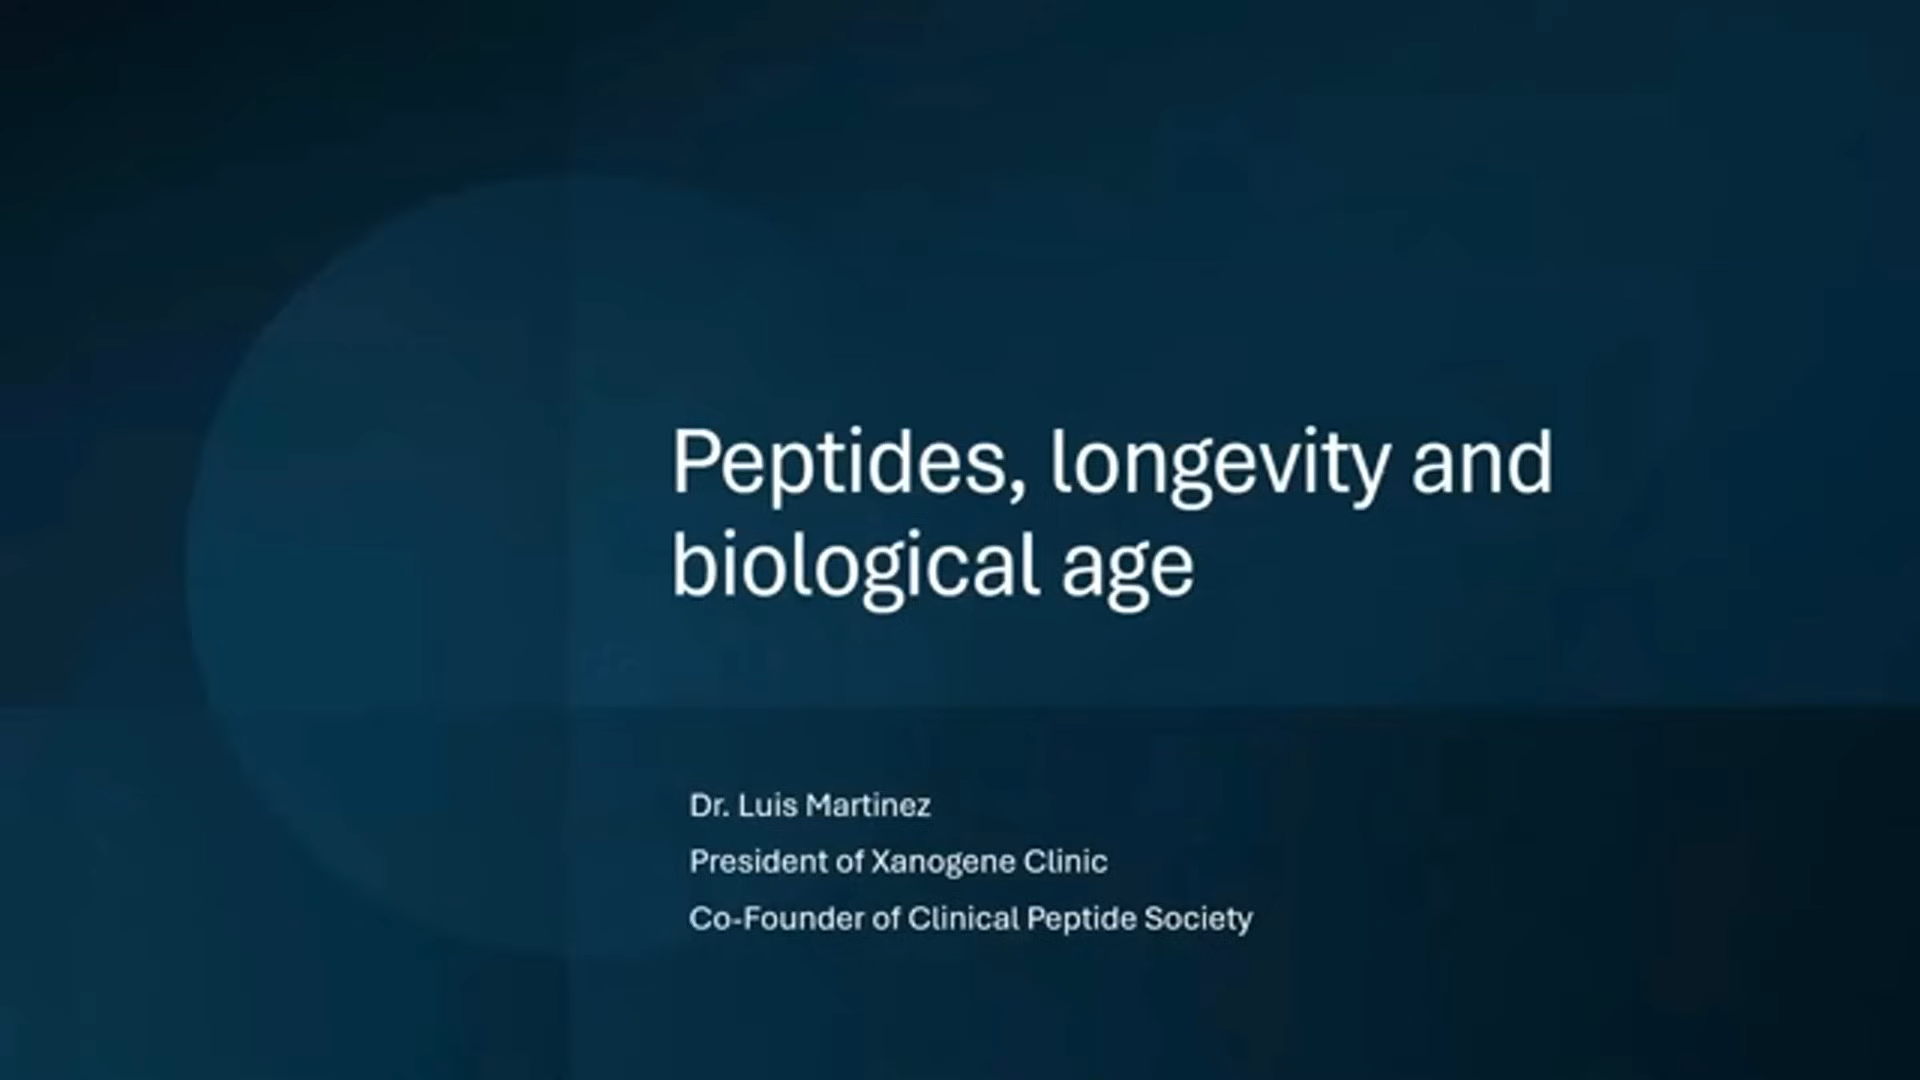 Peptides, longevity and
biological age
Dr. Luis Martinez
President of Xanogene Clinic
Co-Founder of Clinical Peptide Society